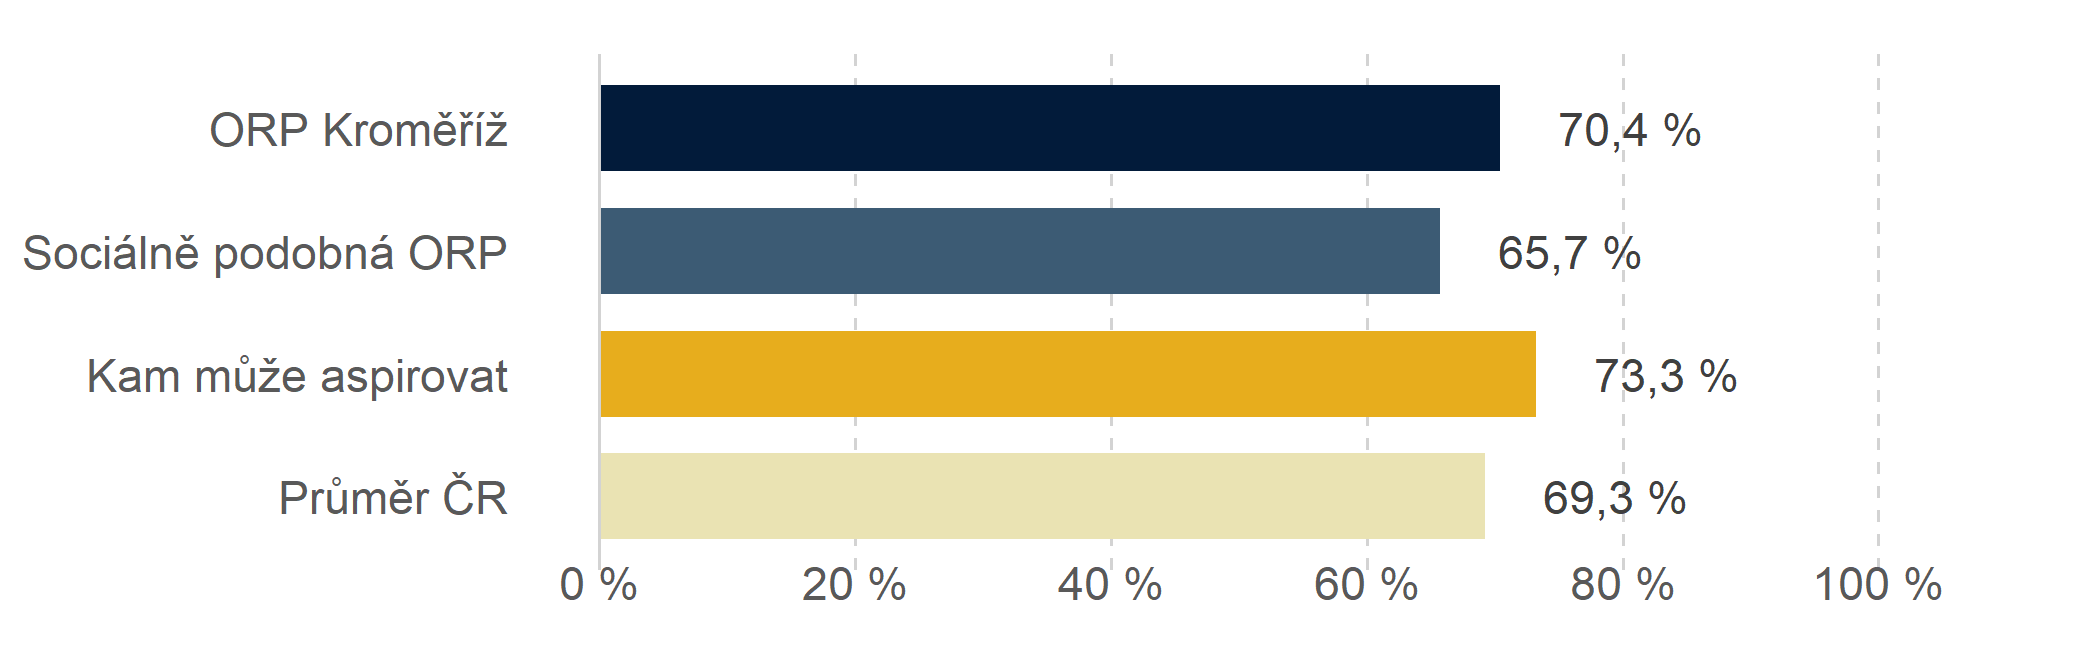 ORP Kroměříž 70,4 %
Sociálně podobná ORP 65,7 %
Kam může aspirovat 73,3 %
Průměr ČR 69,3 %
0 % 20 % 40 % 60 % 80 % 100 %